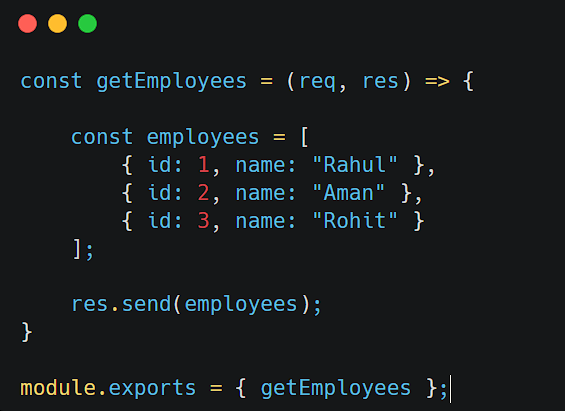 const getEmployees = (req, res) => {
    const employees = [
        { id: 1, name: "Rahul" },
        { id: 2, name: "Aman" },
        { id: 3, name: "Rohit" }
    ];
    res.send(employees);
}
module.exports = { getEmployees };